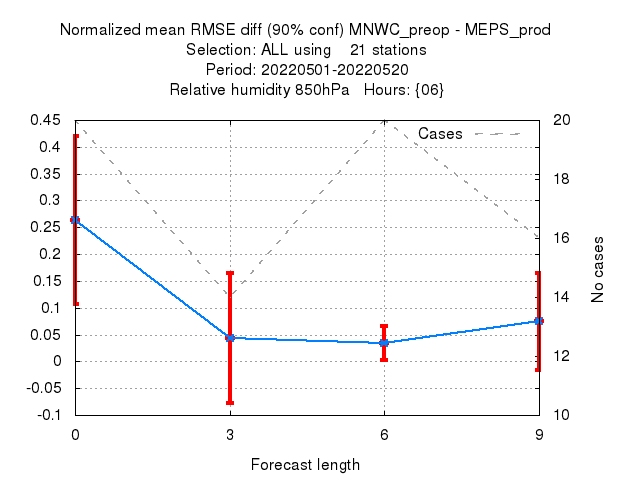 Normalized mean RMSE diff (90% conf) MNWC_preop - MEPS_prod
Selection: ALL using    21 stations
Period: 20220501-20220520
Relative humidity 850hPa   Hours: {06}
0.45
0.4
0.35
0.3
0.25
0.2
0.15
0.1
0.05
0
-0.05
-0.1
Cases
20
18
16
14
12
10
No cases
0 3 6 9
Forecast length